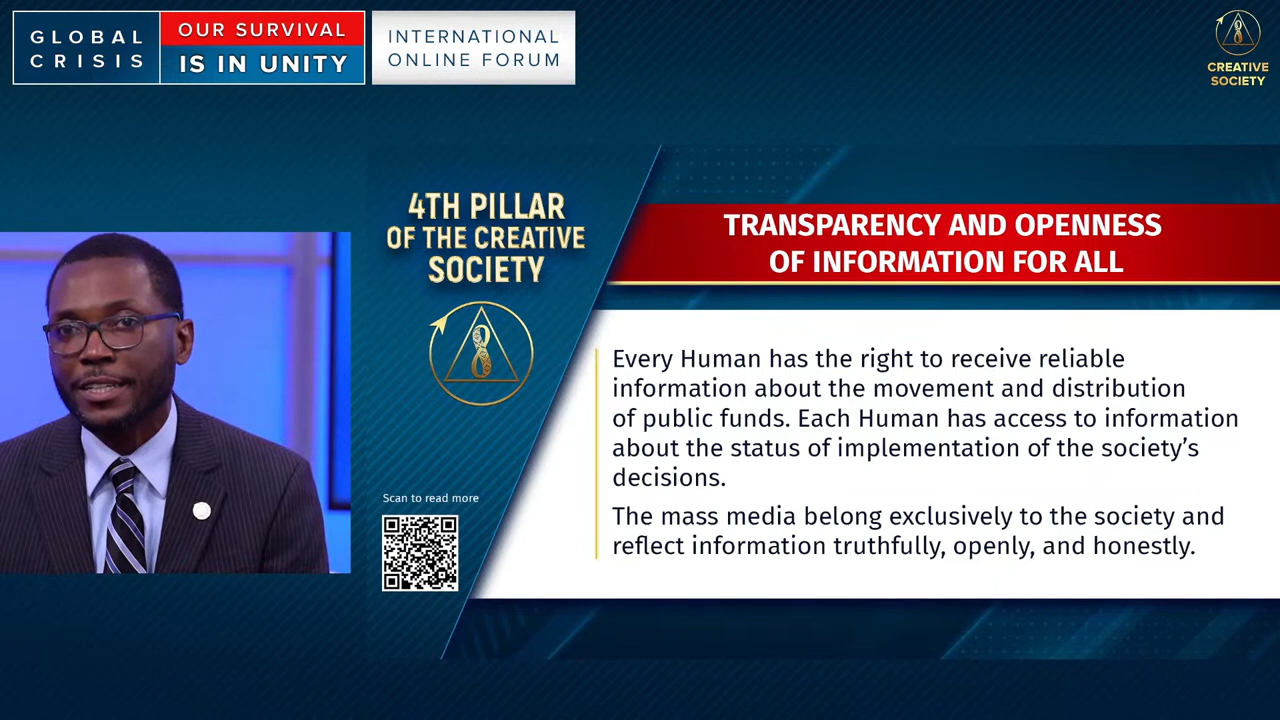 GLOBAL
CRISIS
OUR SURVIVAL
IS IN UNITY
INTERNATIONAL
ONLINE FORUM
CREATIVE
SOCIETY
4TH PILLAR
OF THE CREATIVE
SOCIETY
TRANSPARENCY AND OPENNESS
OF INFORMATION FOR ALL
Every Human has the right to receive reliable
information about the movement and distribution
of public funds. Each Human has access to information
about the status of implementation of the society’s
decisions.
The mass media belong exclusively to the society and
reflect information truthfully, openly, and honestly.
Scan to read more